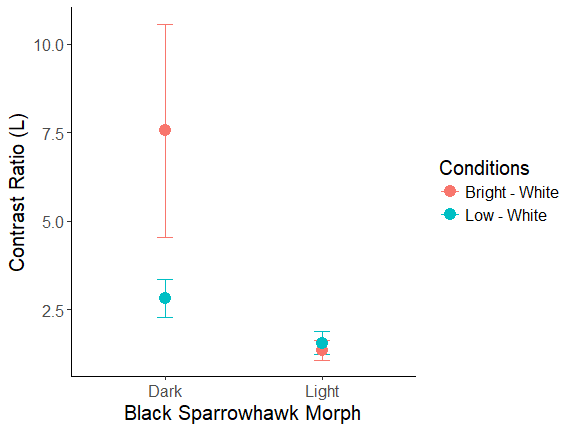 Contrast Ratio (L)
10.0
7.5
5.0
2.5
Dark
Light
Black Sparrowhawk Morph
Conditions
Bright - White
Low - White